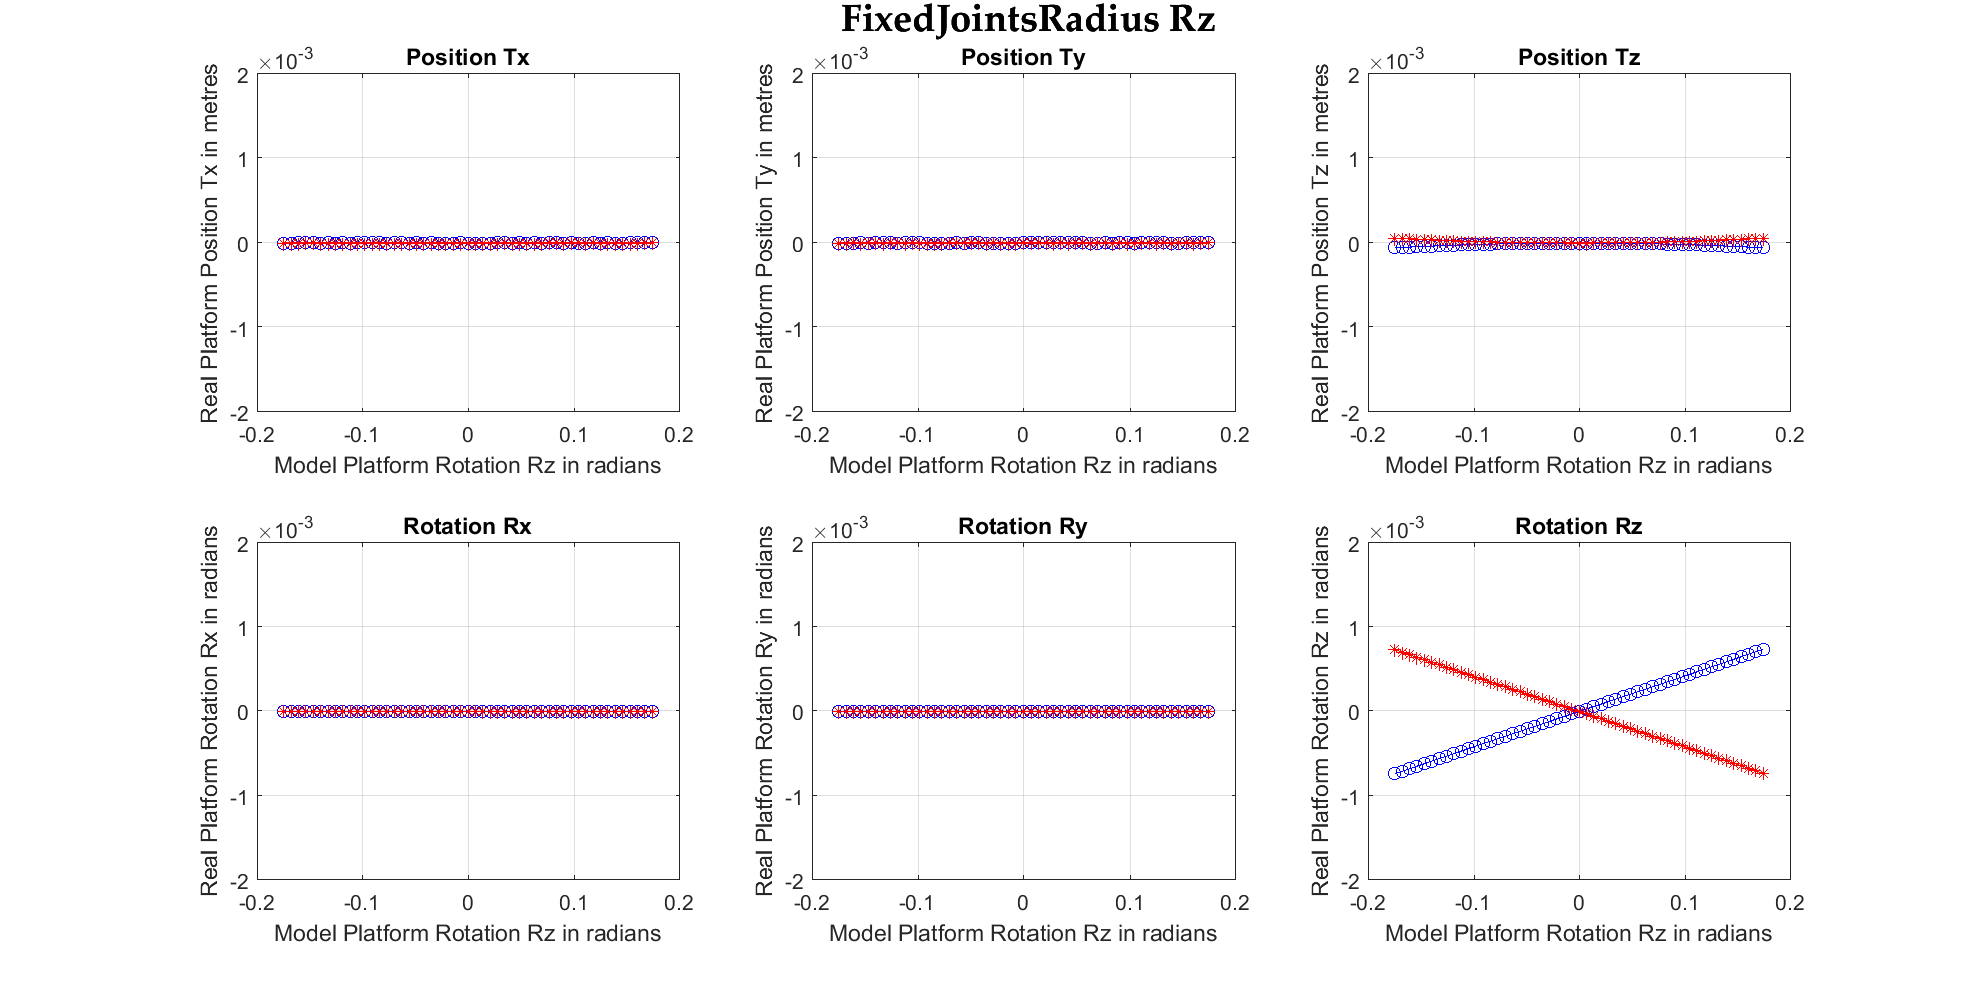 FixedJointsRadius Rz
Position Tx
×10-3
Real Platform Position Tx in metres
2
1
0
-1
-2
-0.2 -0.1 0 0.1 0.2
Model Platform Rotation Rz in radians
Position Ty
×10-3
Real Platform Position Ty in metres
2
1
0
-1
-2
-0.2 -0.1 0 0.1 0.2
Model Platform Rotation Rz in radians
Position Tz
×10-3
Real Platform Position Tz in metres
2
1
0
-1
-2
-0.2 -0.1 0 0.1 0.2
Model Platform Rotation Rz in radians
Rotation Rx
×10-3
Real Platform Rotation Rx in radians
2
1
0
-1
-2
-0.2 -0.1 0 0.1 0.2
Model Platform Rotation Rz in radians
Rotation Ry
×10-3
Real Platform Rotation Ry in radians
2
1
0
-1
-2
-0.2 -0.1 0 0.1 0.2
Model Platform Rotation Rz in radians
Rotation Rz
×10-3
Real Platform Rotation Rz in radians
2
1
0
-1
-2
-0.2 -0.1 0 0.1 0.2
Model Platform Rotation Rz in radians